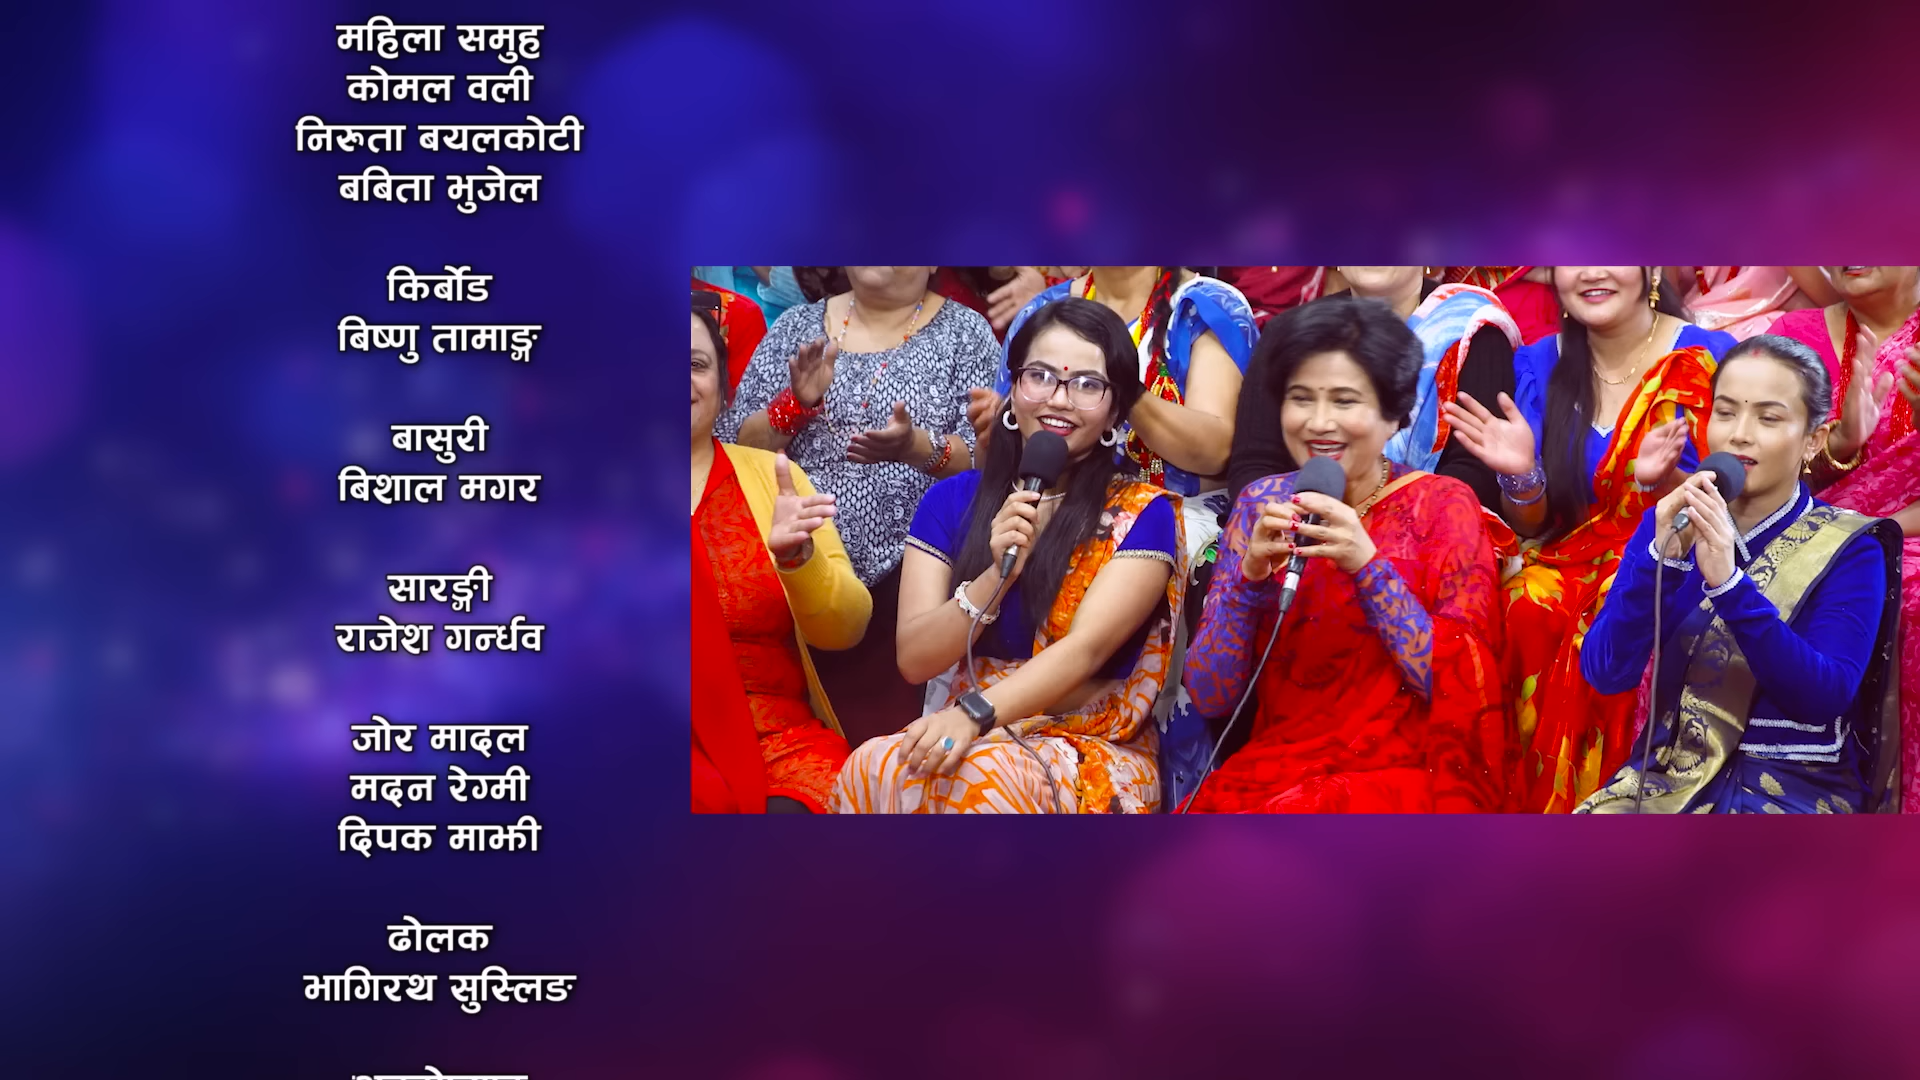 महिला समुह
कोमल वली
निरूता बयलकोटी
बबिता भुजेल
किर्बोड
बिष्णु तामाङ्ग
बासुरी
बिशाल मगर
सारङ्गी
राजेश गर्न्धव
जोर मादल
मदन रेग्मी
दिपक माझी
ढोलक
भागिरथ सुस्लिङ